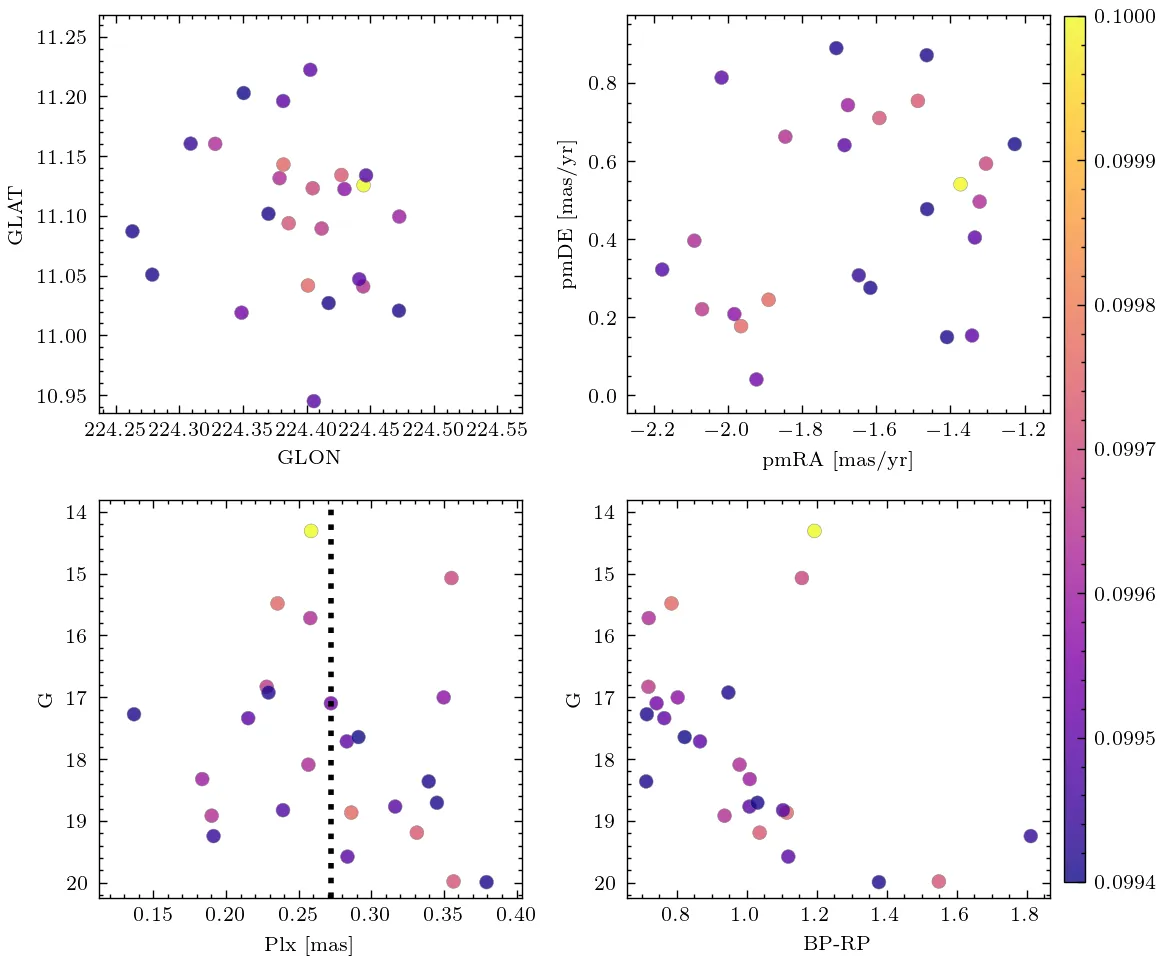 11.25
11.20
11.15
11.10
11.05
11.00
10.95
GLAT
224.25 224.30 224.35 224.40 224.45 224.50 224.55
GLON
0.8
0.6
0.4
0.2
0.0
pmDE [mas/yr]
−2.2 −2.0 −1.8 −1.6 −1.4 −1.2
pmRA [mas/yr]
14
15
16
17
18
19
20
G
0.15 0.20 0.25 0.30 0.35 0.40
Plx [mas]
14
15
16
17
18
19
20
G
0.8 1.0 1.2 1.4 1.6 1.8
BP-RP
0.1000
0.0999
0.0998
0.0997
0.0996
0.0995
0.0994